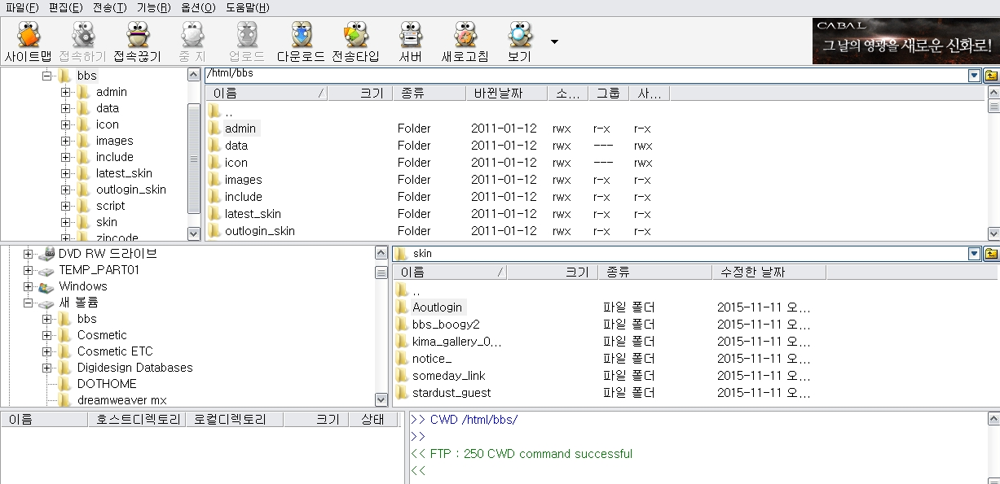 파일(F) 편집(E) 전송(T) 기능(R) 옵션(O) 도움말(H)
사이트맵 접속하기 접속끊기 중 지 업로드 다운로드 전송타입 서버 새로고침 보기
CABAL
그날의 영광을 새로운 신화로!
bbs
admin
data
icon
images
include
latest_skin
outlogin_skin
script
skin
zipcode
/html/bbs
이름 / 크기 종류 바뀐날짜 소... 그룹 사...
..
admin Folder 2011-01-12 rwx r-x r-x
data Folder 2011-01-12 rwx --- rwx
icon Folder 2011-01-12 rwx --- rwx
images Folder 2011-01-12 rwx r-x r-x
include Folder 2011-01-12 rwx r-x r-x
latest_skin Folder 2011-01-12 rwx r-x r-x
outlogin_skin Folder 2011-01-12 rwx r-x r-x
DVD RW 드라이브
TEMP_PART01
Windows
새 볼륨
bbs
Cosmetic
Cosmetic ETC
Digidesign Databases
DOTHOME
dreamweaver mx
skin
이름 / 크기 종류 수정한 날짜
..
Aoutlogin 파일 폴더 2015-11-11 오...
bbs_boogy2 파일 폴더 2015-11-11 오...
kima_gallery_0... 파일 폴더 2015-11-11 오...
notice_ 파일 폴더 2015-11-11 오...
someday_link 파일 폴더 2015-11-11 오...
stardust_guest 파일 폴더 2015-11-11 오...
이름 호스트디렉토리 로컬디렉토리 크기 상태
>> CWD /html/bbs/
>>
<< FTP : 250 CWD command successful
<<